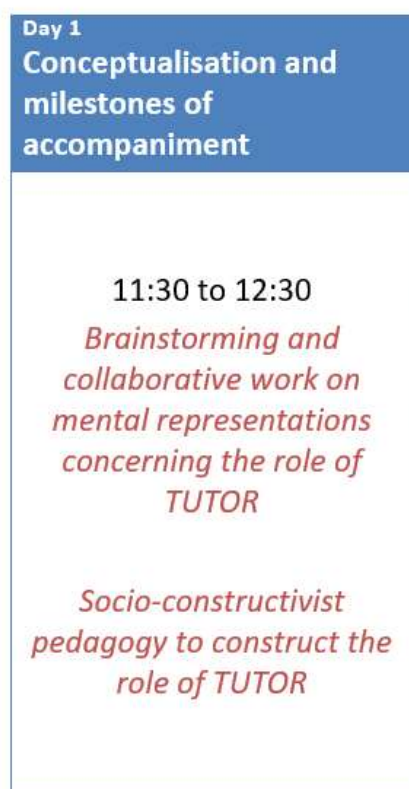 Day 1
Conceptualisation and
milestones of
accompaniment
11:30 to 12:30
Brainstorming and
collaborative work on
mental representations
concerning the role of
TUTOR
Socio-constructivist
pedagogy to construct the
role of TUTOR